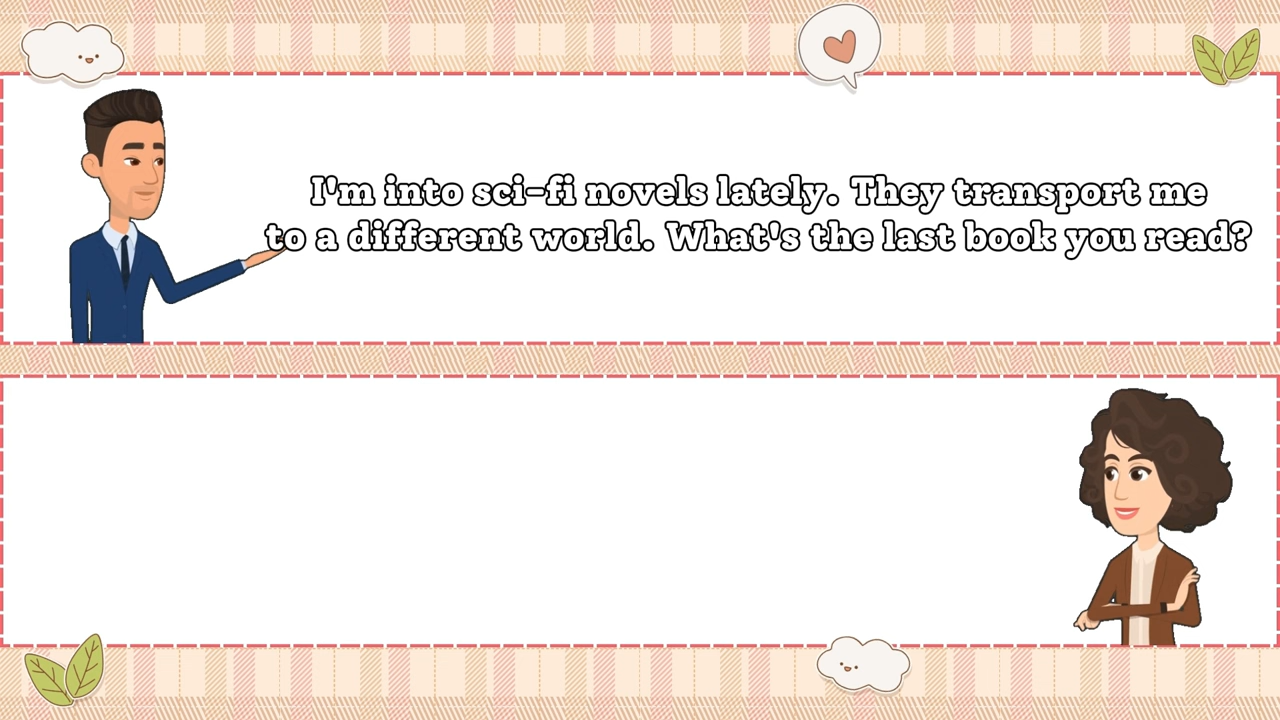 I'm into sci-fi novels lately. They transport me
to a different world. What's the last book you read?